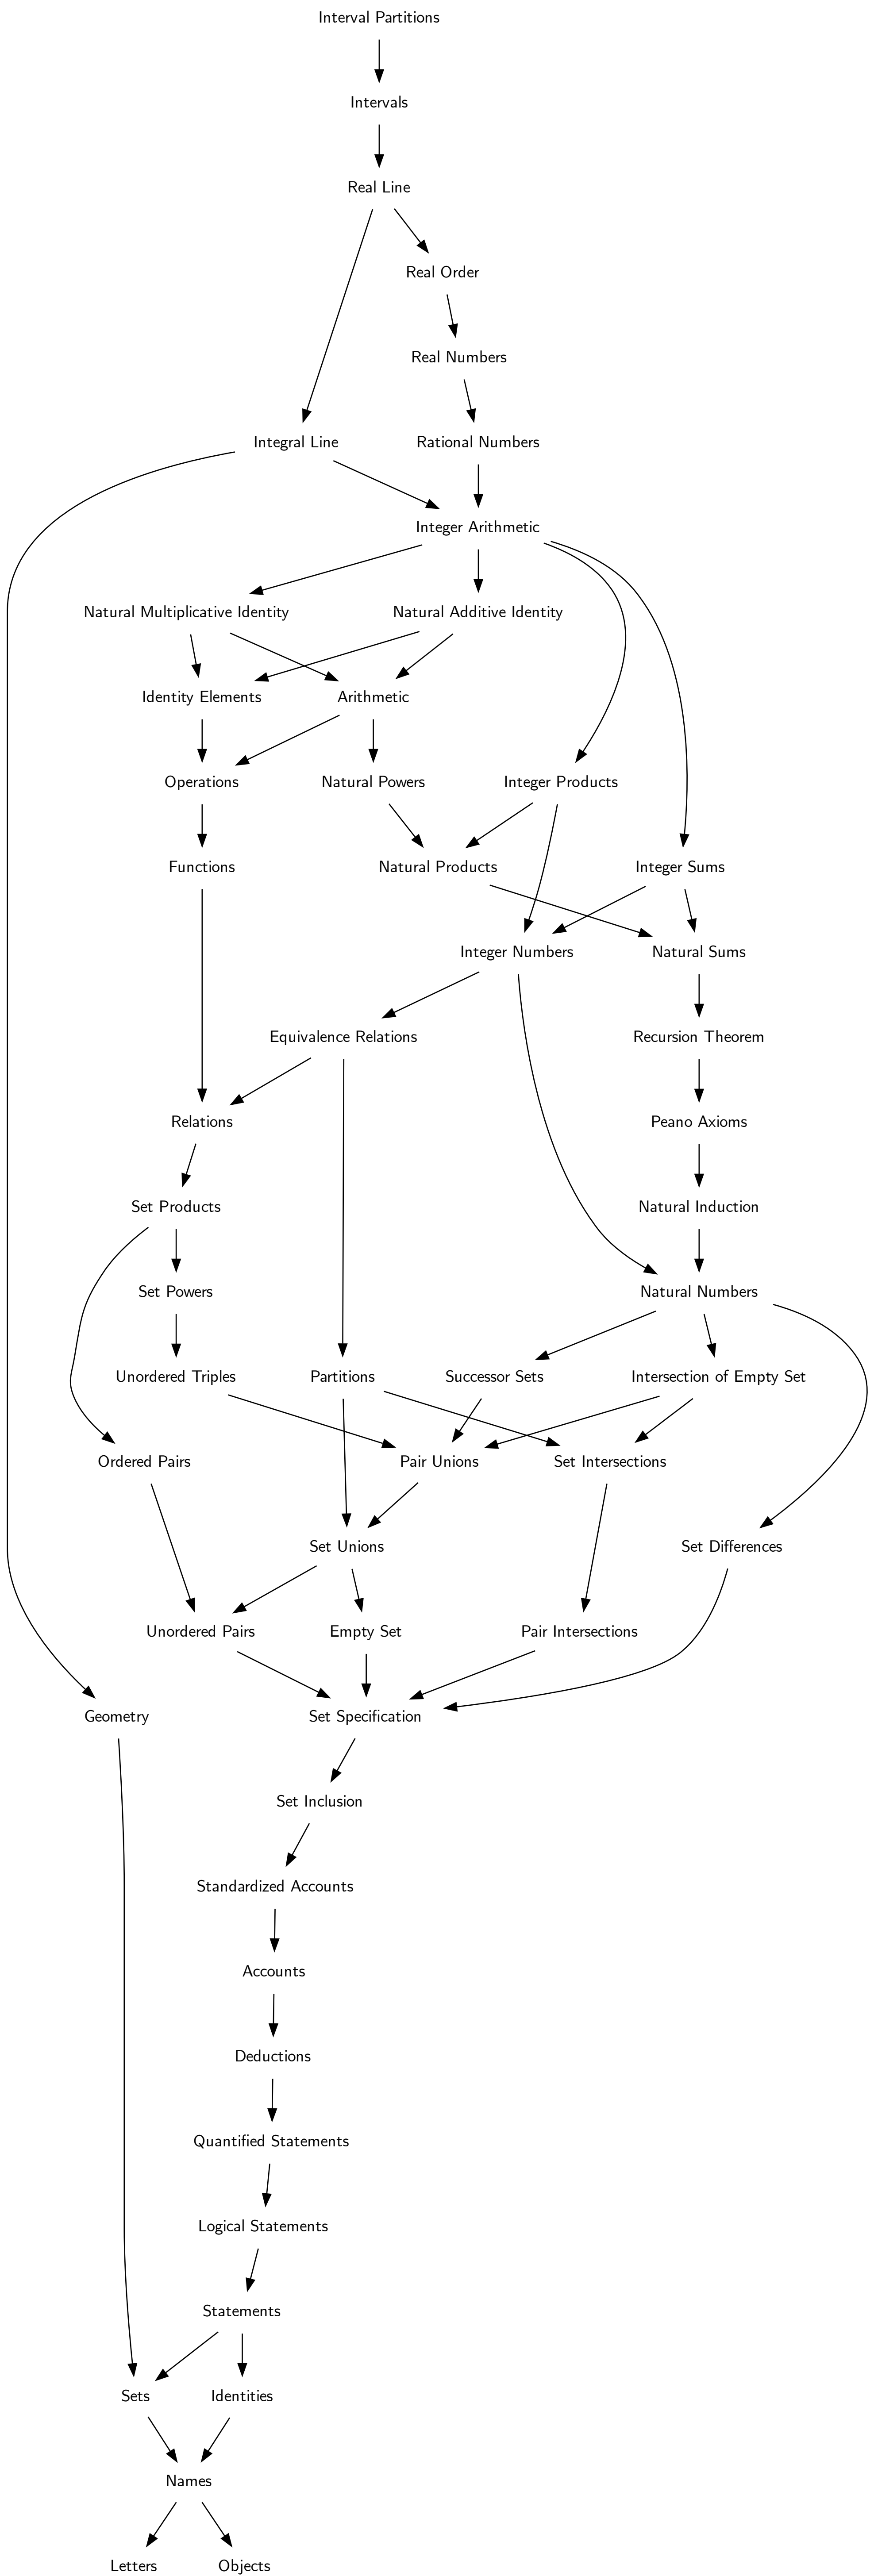 Interval Partitions
Intervals
Real Line
Real Order
Real Numbers
Integral Line
Rational Numbers
Integer Arithmetic
Natural Multiplicative Identity
Natural Additive Identity
Identity Elements
Arithmetic
Operations
Natural Powers
Integer Products
Functions
Natural Products
Integer Sums
Integer Numbers
Natural Sums
Equivalence Relations
Recursion Theorem
Relations
Peano Axioms
Set Products
Natural Induction
Set Powers
Natural Numbers
Unordered Triples
Partitions
Successor Sets
Intersection of Empty Set
Ordered Pairs
Pair Unions
Set Intersections
Set Unions
Set Differences
Unordered Pairs
Empty Set
Pair Intersections
Geometry
Set Specification
Set Inclusion
Standardized Accounts
Accounts
Deductions
Quantified Statements
Logical Statements
Statements
Sets
Identities
Names
Letters
Objects